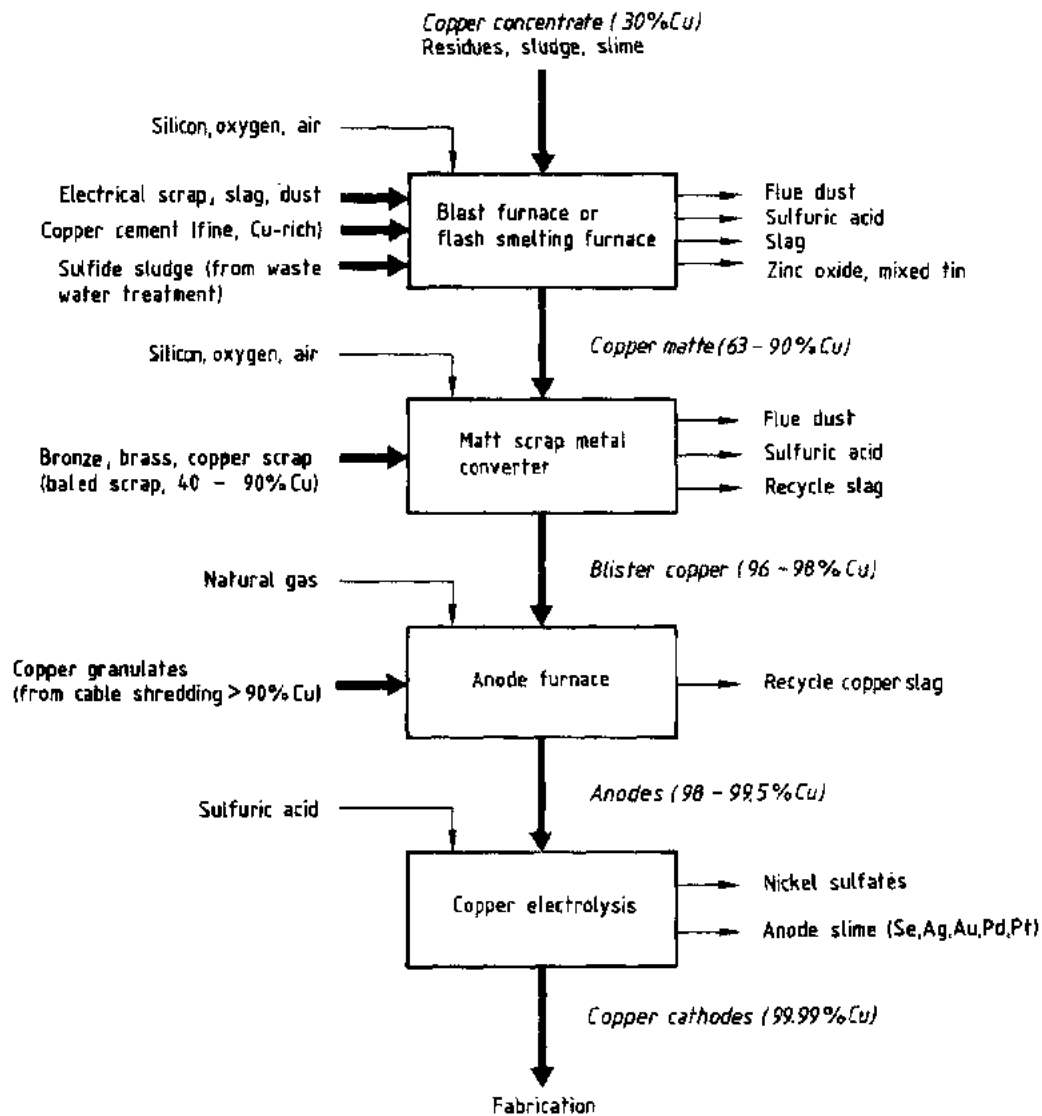 Copper concentrate (30%Cu)
Residues, sludge, slime
Silicon, oxygen, air
Electrical scrap, slag, dust
Copper cement (fine, Cu-rich)
Sulfide sludge (from waste
water treatment)
Blast furnace or
flash smelting furnace
Flue dust
Sulfuric acid
Slag
Zinc oxide, mixed tin
Copper matte (63 - 90% Cu)
Silicon, oxygen, air
Bronze, brass, copper scrap
(baled scrap, 40 - 90% Cu)
Matt scrap metal
converter
Flue dust
Sulfuric acid
Recycle slag
Blister copper (96 - 98% Cu)
Natural gas
Copper granulates
(from cable shredding > 90% Cu)
Anode furnace
Recycle copper slag
Anodes (98 - 99.5% Cu)
Sulfuric acid
Copper electrolysis
Nickel sulfates
Anode slime (Se, Ag, Au, Pd, Pt)
Copper cathodes (99.99% Cu)
Fabrication